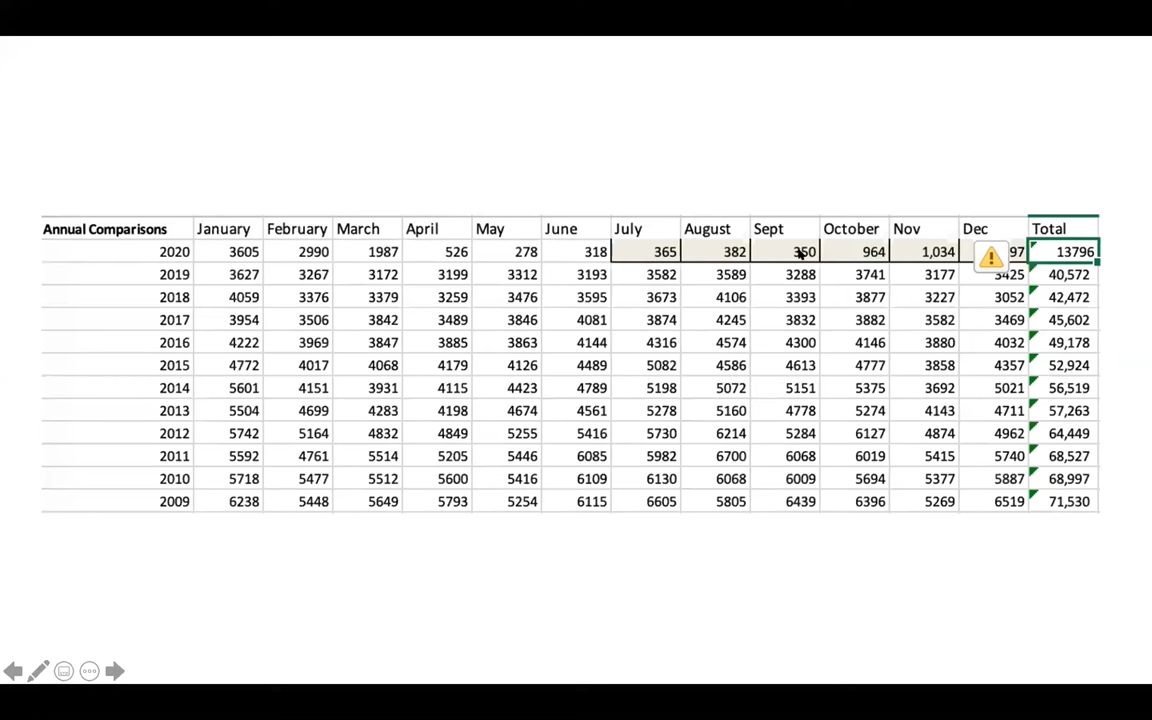 Annual Comparisons January February March April May June July August Sept October Nov Dec Total
2020 3605 2990 1987 526 278 318 365 382 350 964 1,034 97 13796
2019 3627 3267 3172 3199 3312 3193 3582 3589 3288 3741 3177 3425 40,572
2018 4059 3376 3379 3259 3476 3595 3673 4106 3393 3877 3227 3052 42,472
2017 3954 3506 3842 3489 3846 4081 3874 4245 3832 3882 3582 3469 45,602
2016 4222 3969 3847 3885 3863 4144 4316 4574 4300 4146 3880 4032 49,178
2015 4772 4017 4068 4179 4126 4489 5082 4586 4613 4777 3858 4357 52,924
2014 5601 4151 3931 4115 4423 4789 5198 5072 5151 5375 3692 5021 56,519
2013 5504 4699 4283 4198 4674 4561 5278 5160 4778 5274 4143 4711 57,263
2012 5742 5164 4832 4849 5255 5416 5730 6214 5284 6127 4874 4962 64,449
2011 5592 4761 5514 5205 5446 6085 5982 6700 6068 6019 5415 5740 68,527
2010 5718 5477 5512 5600 5416 6109 6130 6068 6009 5694 5377 5887 68,997
2009 6238 5448 5649 5793 5254 6115 6605 5805 6439 6396 5269 6519 71,530